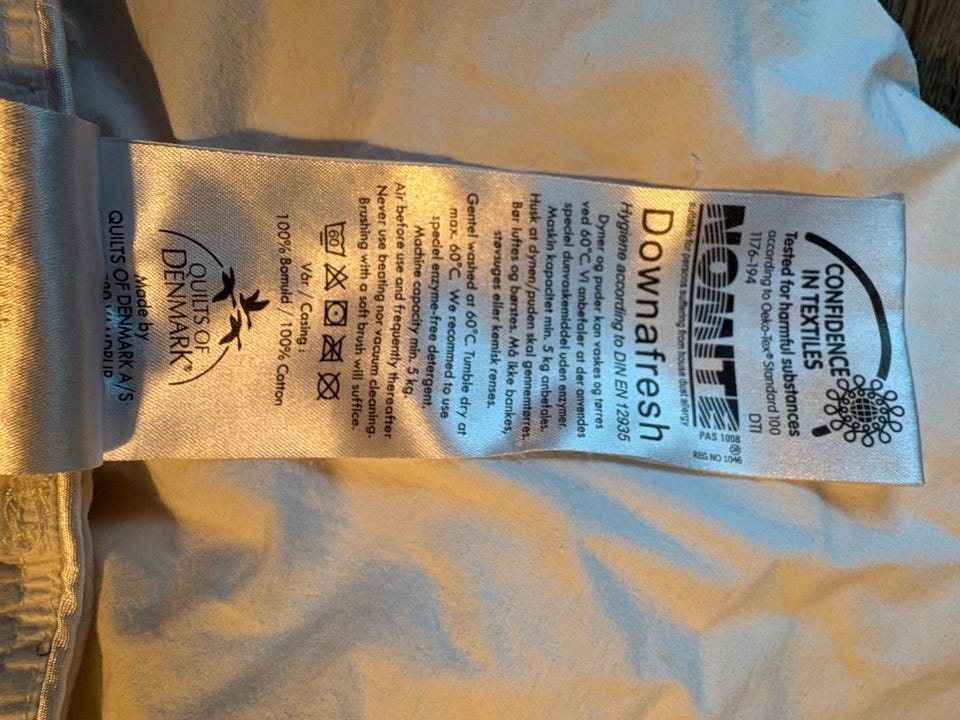 CONFIDENCE
IN TEXTILES
Tested for harmful substances
according to Oeko-Tex® Standard 100
1176-194 DTI
NOMITE
®
PAS 1008
REG NO 1046
suitable for persons suffering from house dust allergy
Downafresh
Hygiene according to DIN EN 12935
Dyner og puder kan vaskes og tørres
ved 60°C. Vi anbefaler at der anvendes
speciel dunvaskemiddel uden enzymer.
Maskin kapacitet min. 5 kg anbefales.
Husk at dynen/puden skal gennemtørres.
Bør luftes og børstes. Må ikke bankes,
støvsuges eller kemisk renses.
Gentel washed at 60°C. Tumble dry at
max. 60°C. We recommed to use
speciel enzyme-free detergent.
Machine capacity min. 5 kg.
Air before use and frequently thereafter
Never use beating nor vacuum cleaning.
Brushing with a soft brush will suffice.
60
Vår / Casing :
100% Bomuld / 100% Cotton
QUILTS OF
DENMARK®
Made by
QUILTS OF DENMARK A/S